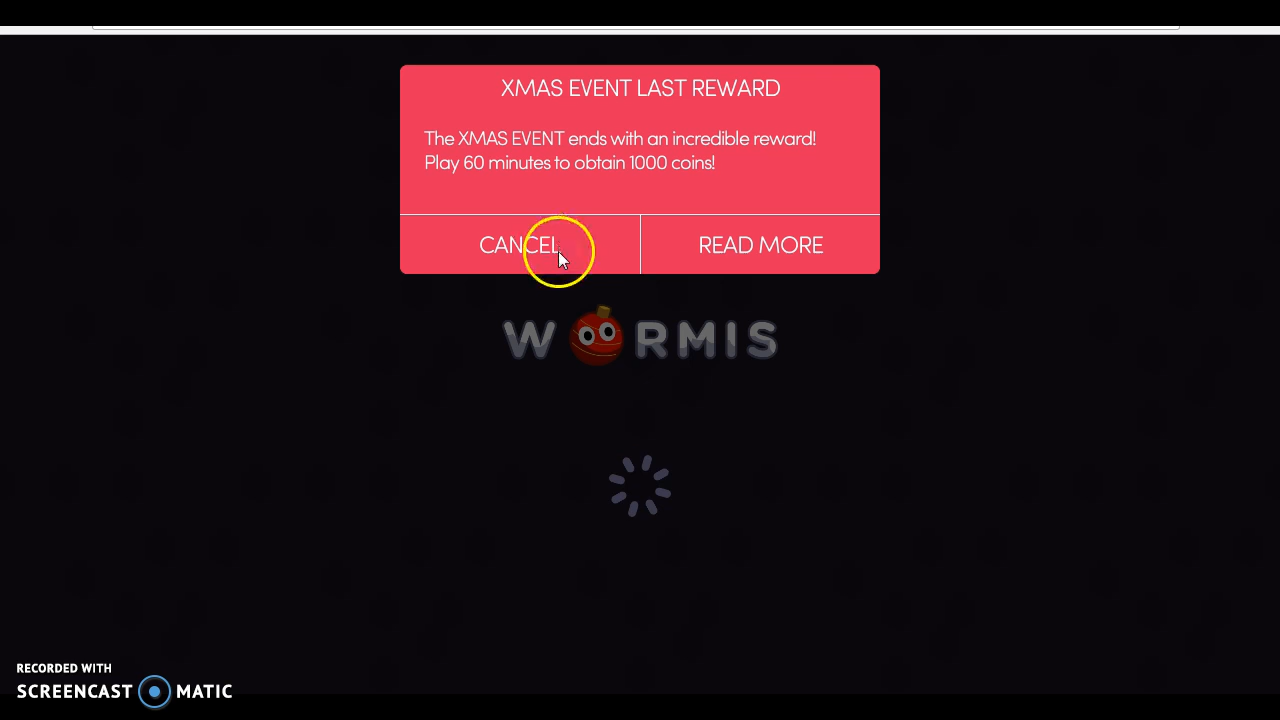 XMAS EVENT LAST REWARD
The XMAS EVENT ends with an incredible reward!
Play 60 minutes to obtain 1000 coins!
CANCEL READ MORE
W RMIS
RECORDED WITH
SCREENCAST MATIC